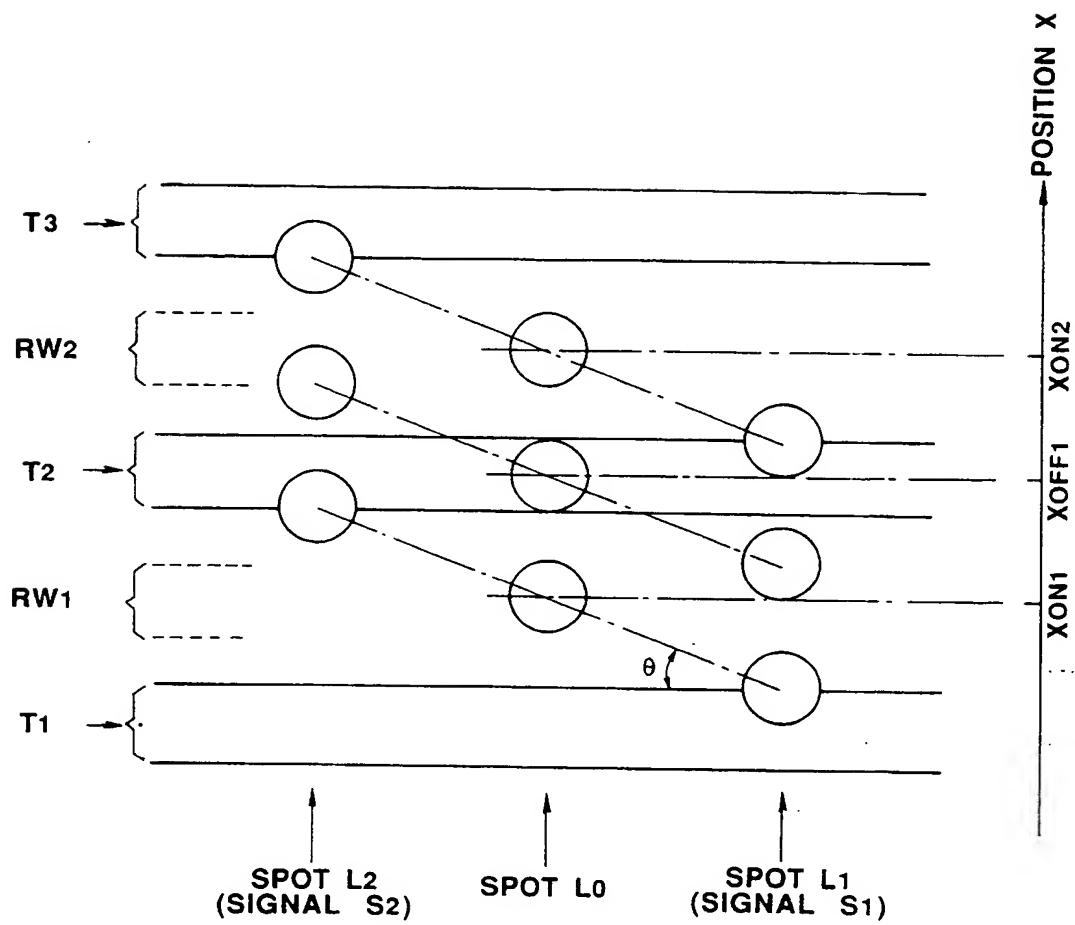 POSITION X
T3
RW2
XON2
T2
XOFF1
RW1
XON1
θ
T1
SPOT L2
(SIGNAL S2)
SPOT L0
SPOT L1
(SIGNAL S1)